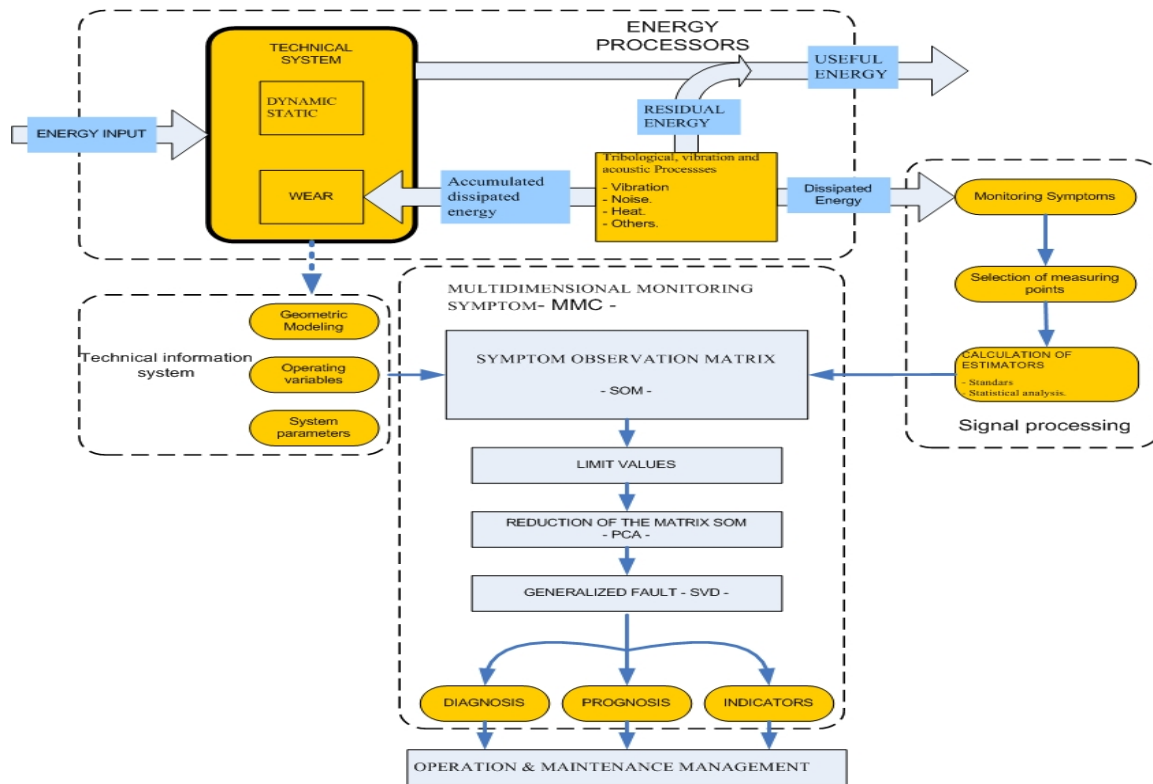 ENERGY
PROCESSORS
TECHNICAL
SYSTEM
DYNAMIC
STATIC
WEAR
ENERGY INPUT
USEFUL
ENERGY
RESIDUAL
ENERGY
Tribological, vibration and
acoustic Processses
- Vibration
- Noise.
- Heat.
- Others.
Accumulated
dissipated
energy
Dissipated
Energy
Monitoring Symptoms
Selection of measuring
points
CALCULATION OF
ESTIMATORS
- Standars
- Statistical analysis.
Signal processing
Technical information
system
Geometric
Modeling
Operating
variables
System
parameters
MULTIDIMENSIONAL MONITORING
SYMPTOM- MMC -
SYMPTOM OBSERVATION MATRIX
- SOM -
LIMIT VALUES
REDUCTION OF THE MATRIX SOM
- PCA -
GENERALIZED FAULT - SVD -
DIAGNOSIS
PROGNOSIS
INDICATORS
OPERATION & MAINTENANCE MANAGEMENT